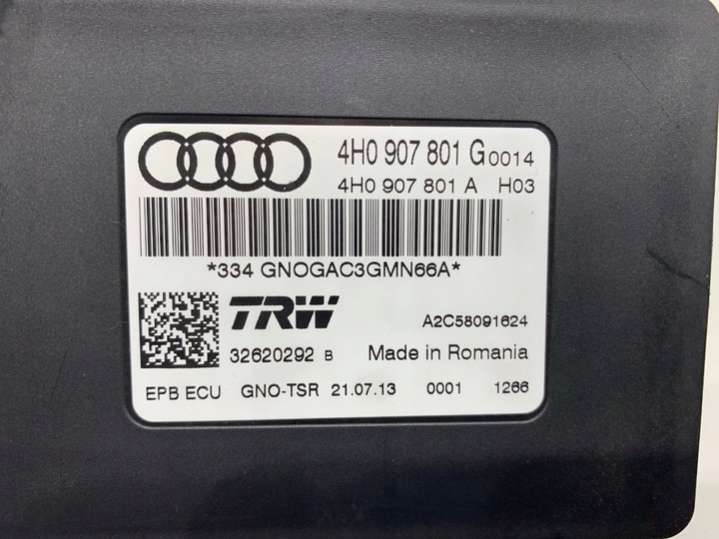 4H0 907 801 G 0014
4H0 907 801 A H03
*334 GNOGAC3GMN66A*
TRW
A2C58091624
32620292 B Made in Romania
EPB ECU GNO-TSR 21.07.13 0001 1266